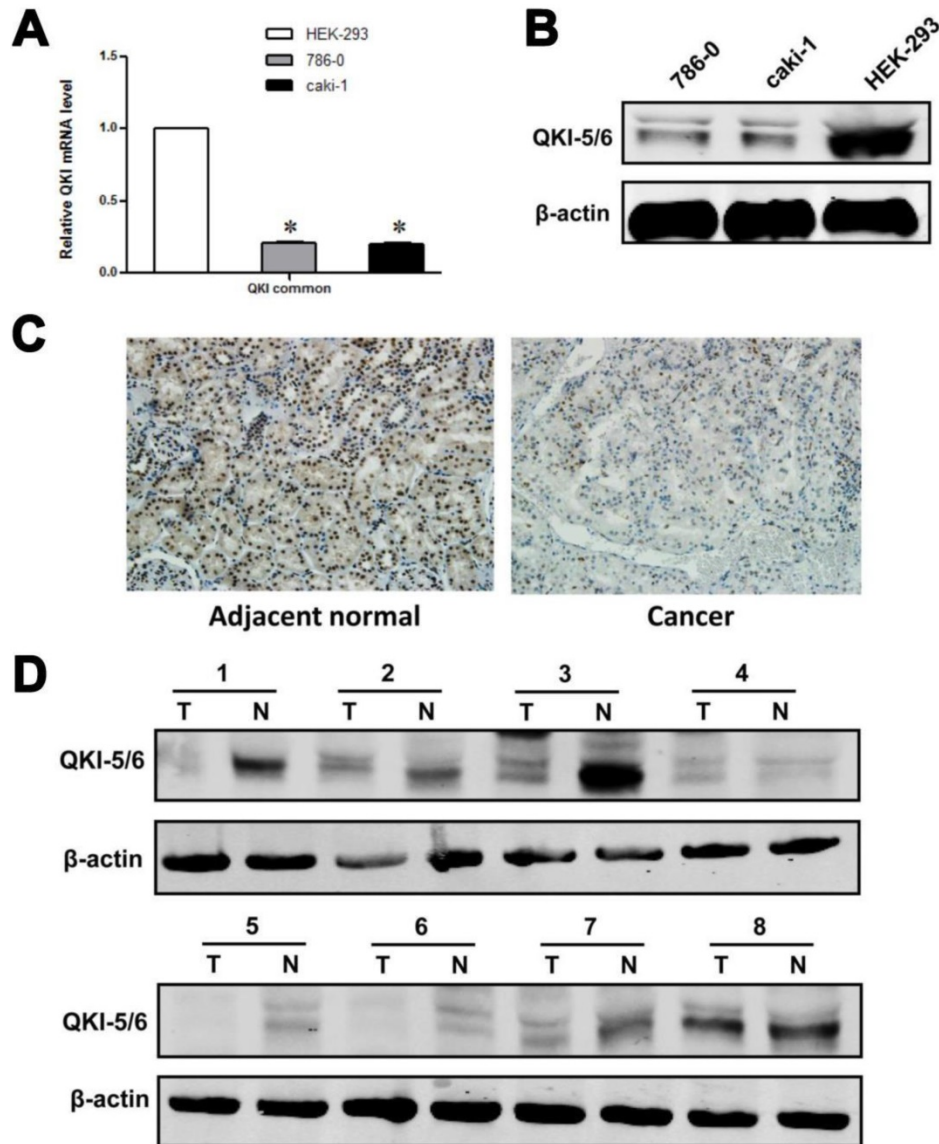 A
HEK-293
786-0
caki-1
Relative QKI mRNA level
1.5
1.0
0.5
0.0
*
*
QKI common
B
786-0
caki-1
HEK-293
QKI-5/6
β-actin
C
Adjacent normal
Cancer
D
1 2 3 4
T N T N T N T N
QKI-5/6
β-actin
5 6 7 8
T N T N T N T N
QKI-5/6
β-actin